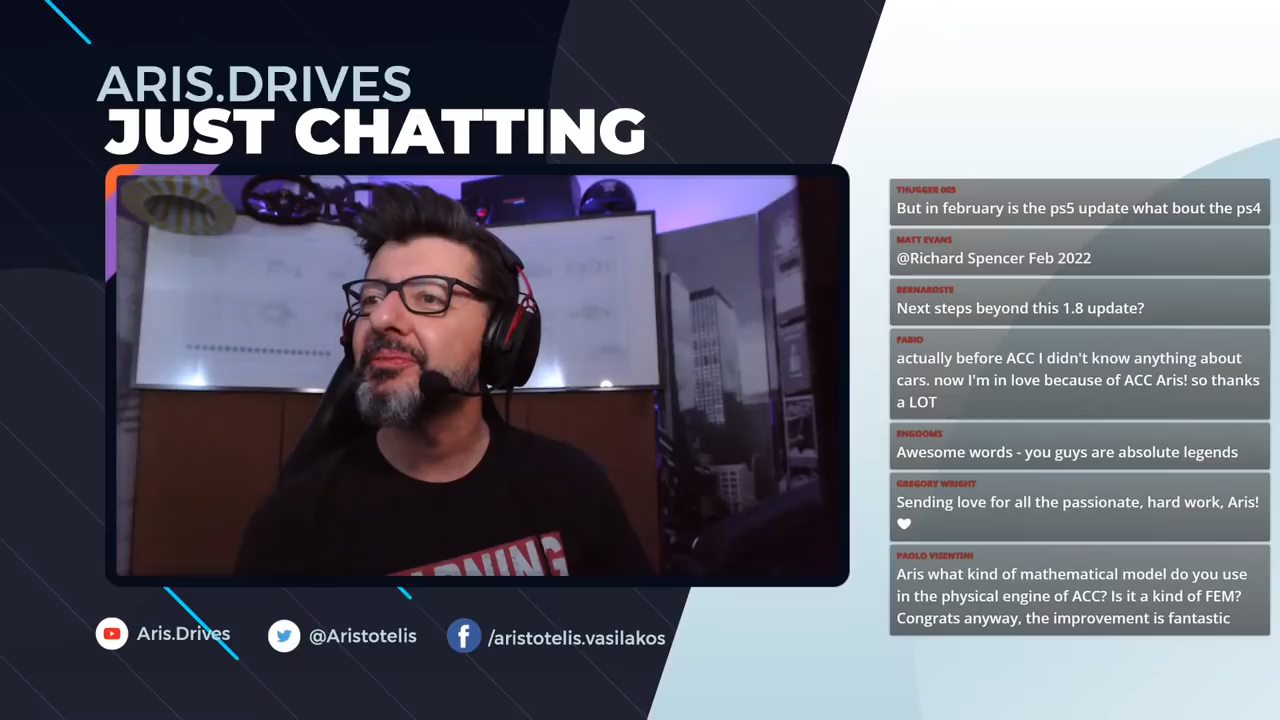 ARIS.DRIVES
JUST CHATTING
THUGGER 005
But in february is the ps5 update what bout the ps4
MATT EVANS
@Richard Spencer Feb 2022
BERNAROSTE
Next steps beyond this 1.8 update?
FABIO
actually before ACC I didn't know anything about
cars. now I'm in love because of ACC Aris! so thanks
a LOT
ENGOOMS
Awesome words - you guys are absolute legends
GREGORY WRIGHT
Sending love for all the passionate, hard work, Aris!
PAOLO VISENTINI
Aris what kind of mathematical model do you use
in the physical engine of ACC? Is it a kind of FEM?
Congrats anyway, the improvement is fantastic
Aris.Drives
@Aristotelis
/aristotelis.vasilakos